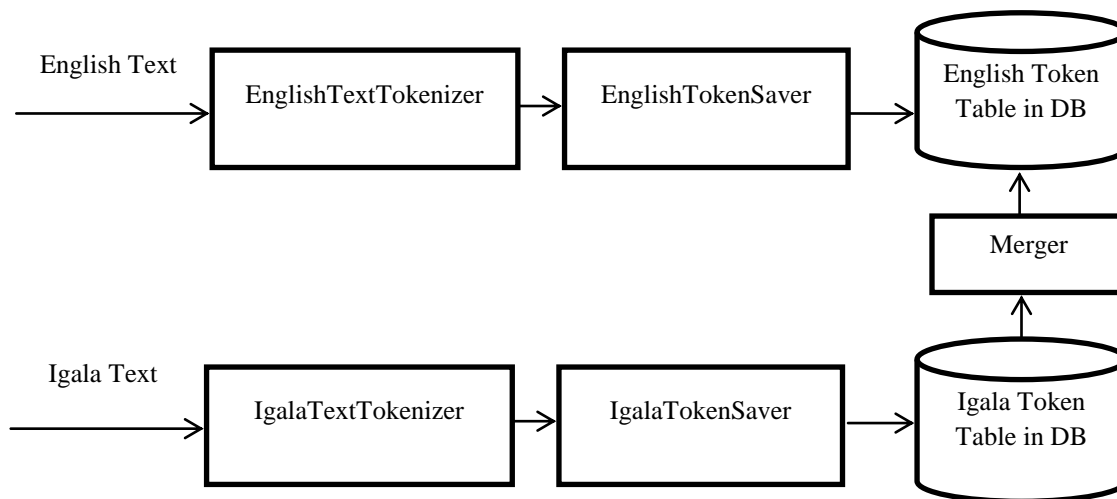 English Text
EnglishTextTokenizer
EnglishTokenSaver
English Token
Table in DB
Merger
Igala Text
IgalaTextTokenizer
IgalaTokenSaver
Igala Token
Table in DB